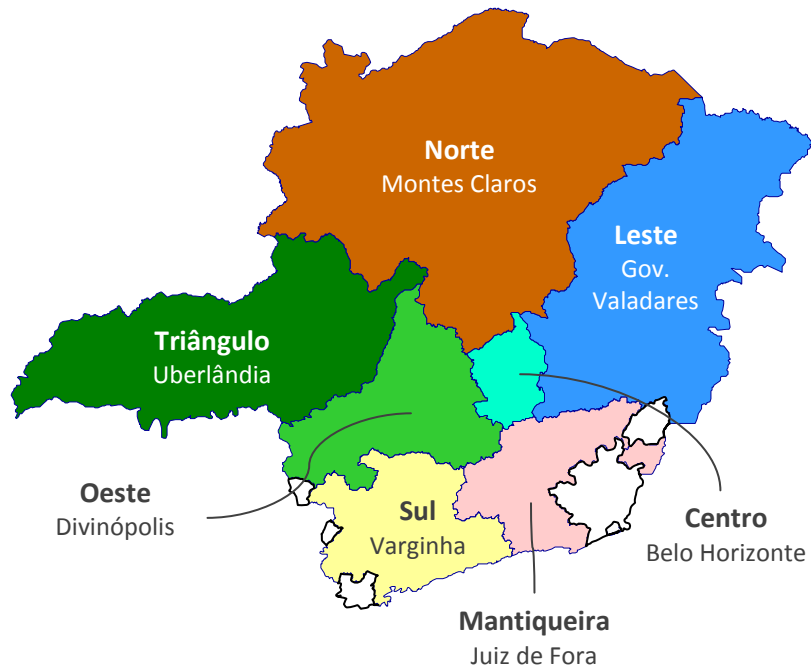 Norte
Montes Claros
Leste
Gov.
Valadares
Triângulo
Uberlândia
Oeste
Divinópolis
Sul
Varginha
Centro
Belo Horizonte
Mantiqueira
Juiz de Fora